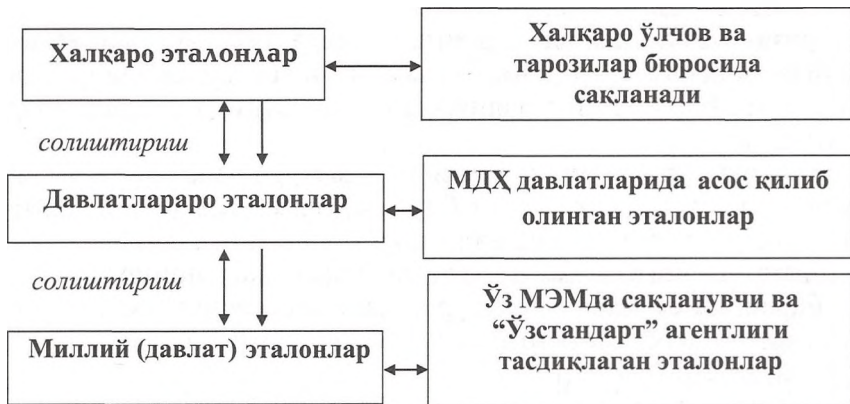 Халқаро эталонлар
Халқаро ўлчов ва
тарозилар бюросида
сақланади
солиштириш
Давлатлараро эталонлар
МДҲ давлатларида асос қилиб
олинган эталонлар
солиштириш
Миллий (давлат) эталонлар
Ўз МЭМда сақланувчи ва
“Ўзстандарт” агентлиги
тасдиқлаган эталонлар